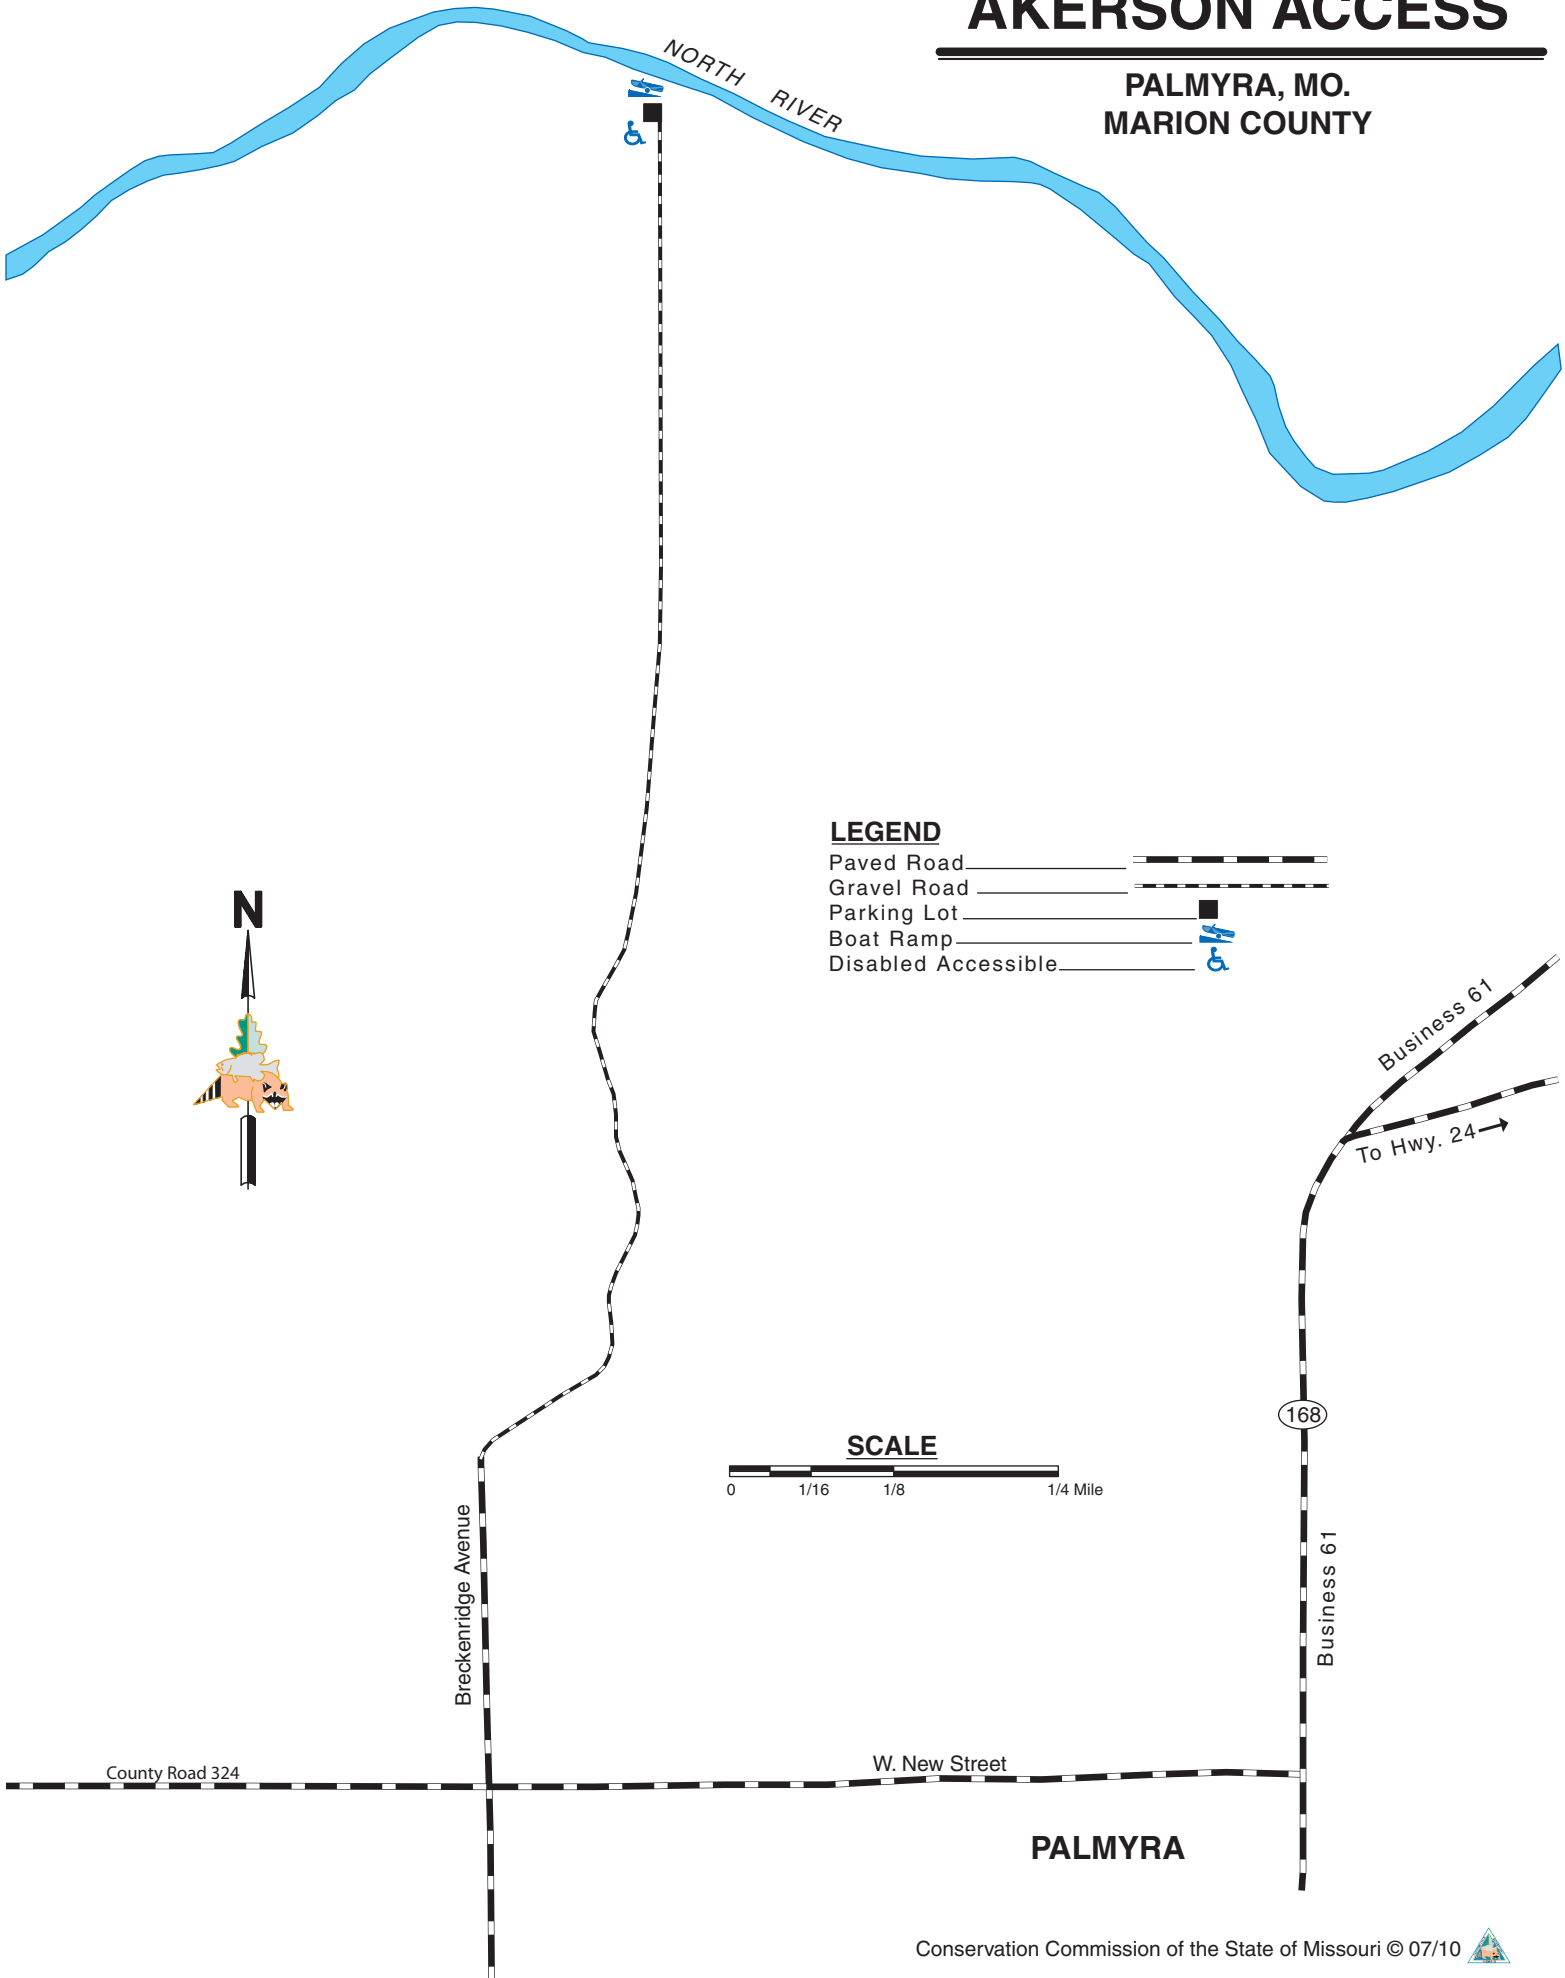 AKERSON ACCESS
PALMYRA, MO.
MARION COUNTY
NORTH RIVER
LEGEND
Paved Road
Gravel Road
Parking Lot
Boat Ramp
Disabled Accessible
N
Business 61
To Hwy. 24
168
SCALE
0 1/16 1/8 1/4 Mile
Breckenridge Avenue
Business 61
County Road 324
W. New Street
PALMYRA
Conservation Commission of the State of Missouri © 07/10